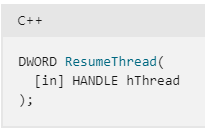 C++
DWORD ResumeThread(
  [in] HANDLE hThread
);